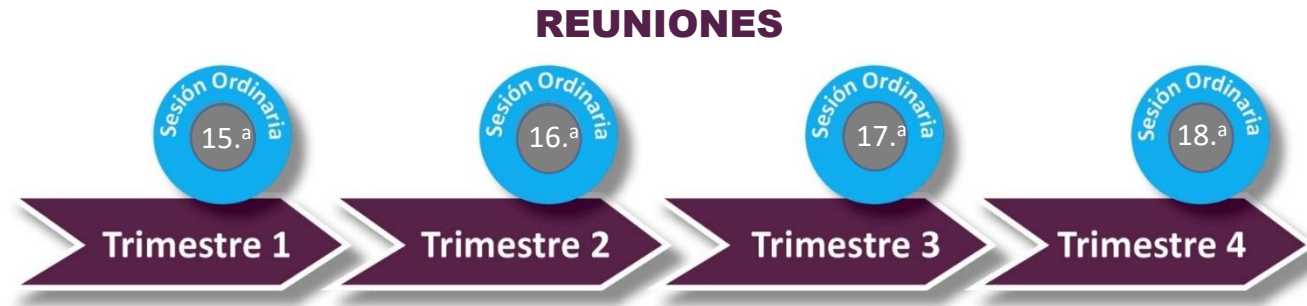 REUNIONES
Sesión Ordinaria
15.ª
Sesión Ordinaria
16.ª
Sesión Ordinaria
17.ª
Sesión Ordinaria
18.ª
Trimestre 1
Trimestre 2
Trimestre 3
Trimestre 4